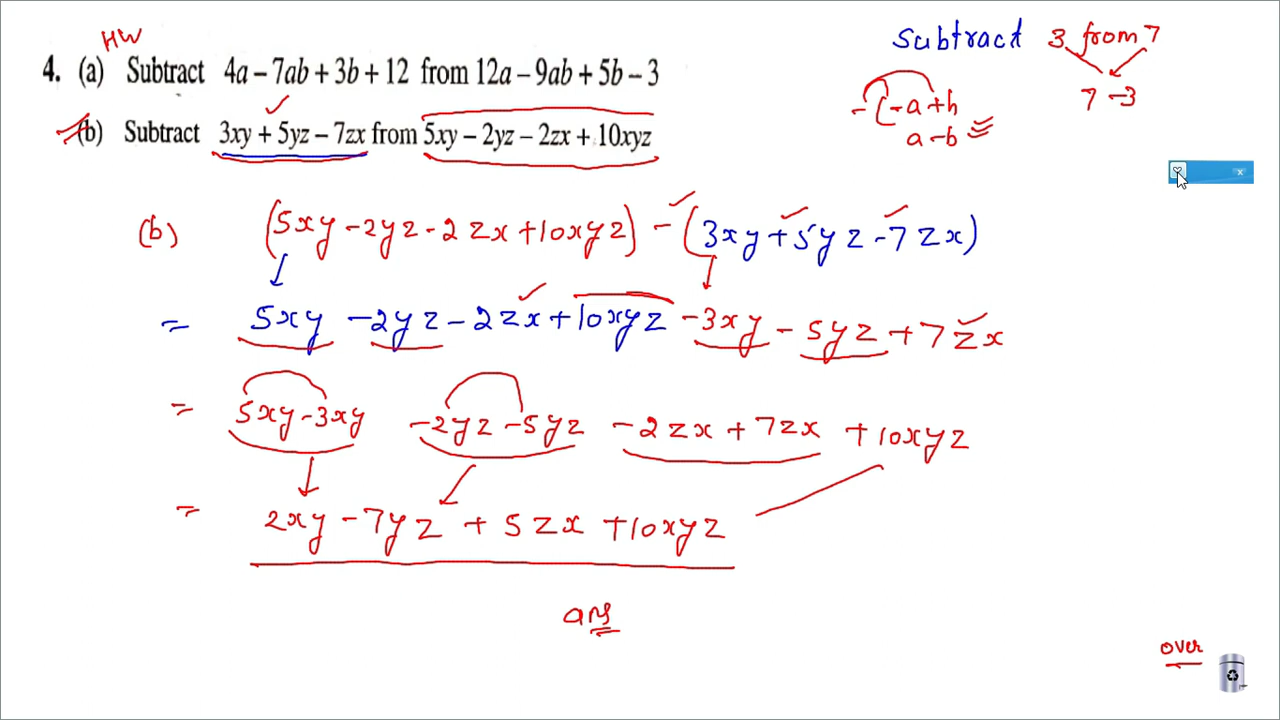 HW
4. (a) Subtract 4a – 7ab + 3b + 12 from 12a – 9ab + 5b – 3
(b) Subtract 3xy + 5yz – 7zx from 5xy – 2yz – 2zx + 10xyz
Subtract 3 from 7
7 - 3
-(-a+b
a-b
x
(b) (5xy -2yz -2zx +10xyz) - (3xy +5yz -7zx)
= 5xy -2yz -2zx +10xyz -3xy -5yz +7zx
= 5xy -3xy -2yz -5yz -2zx +7zx +10xyz
= 2xy -7yz +5zx +10xyz
ans
over